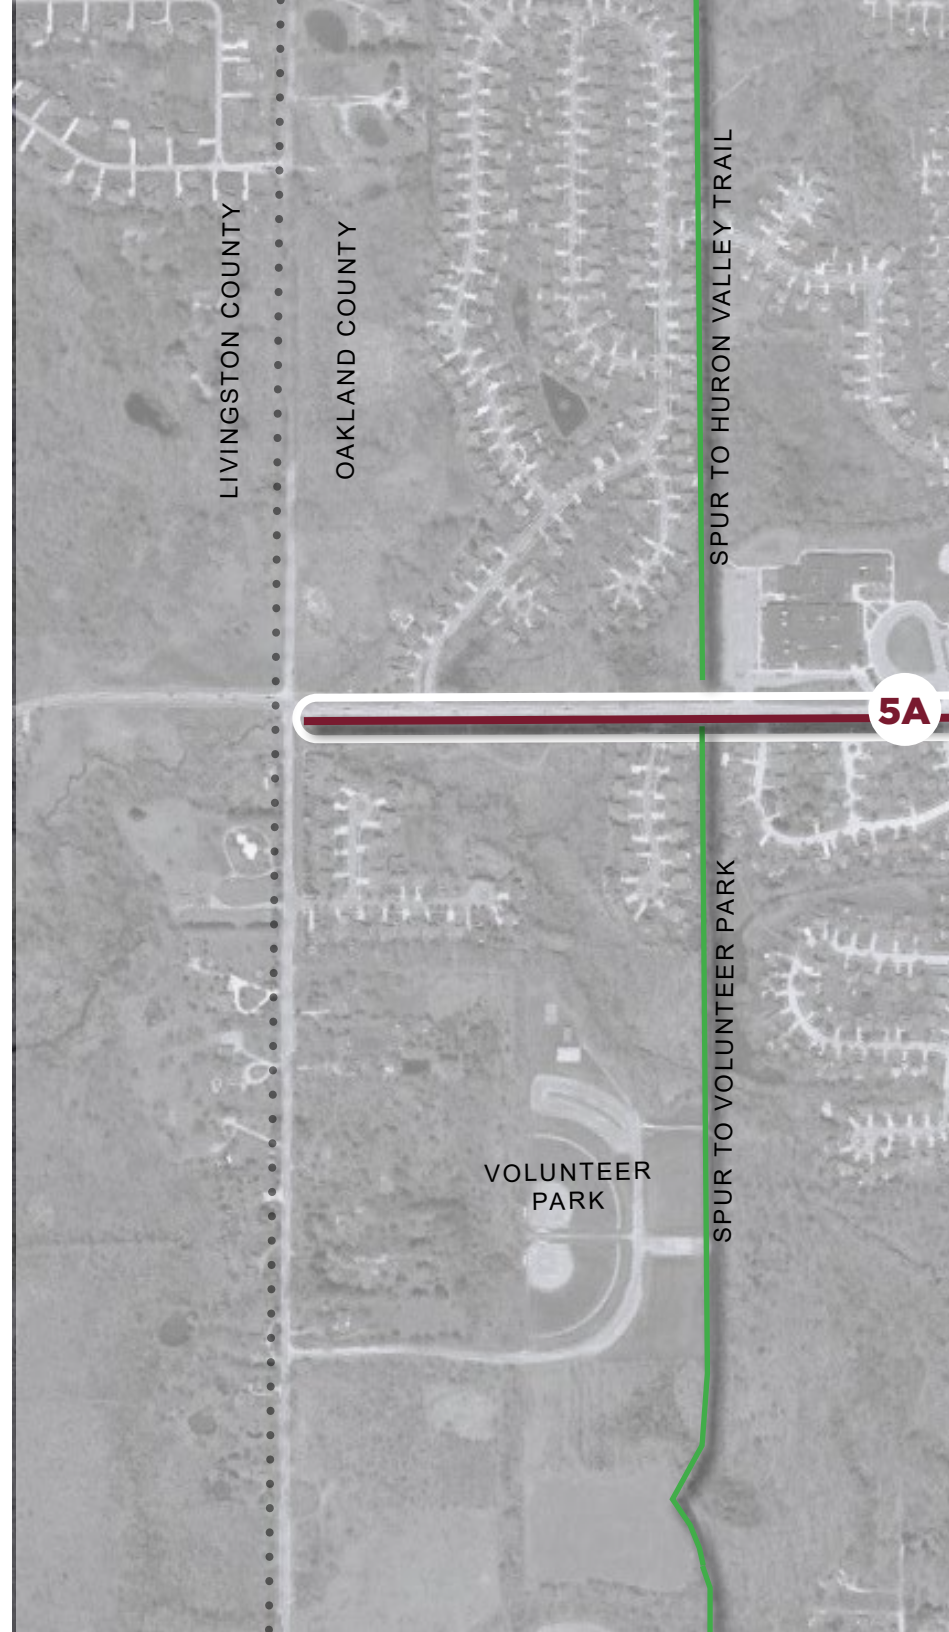 LIVINGSTON COUNTY
OAKLAND COUNTY
SPUR TO HURON VALLEY TRAIL
5A
SPUR TO VOLUNTEER PARK
VOLUNTEER
PARK